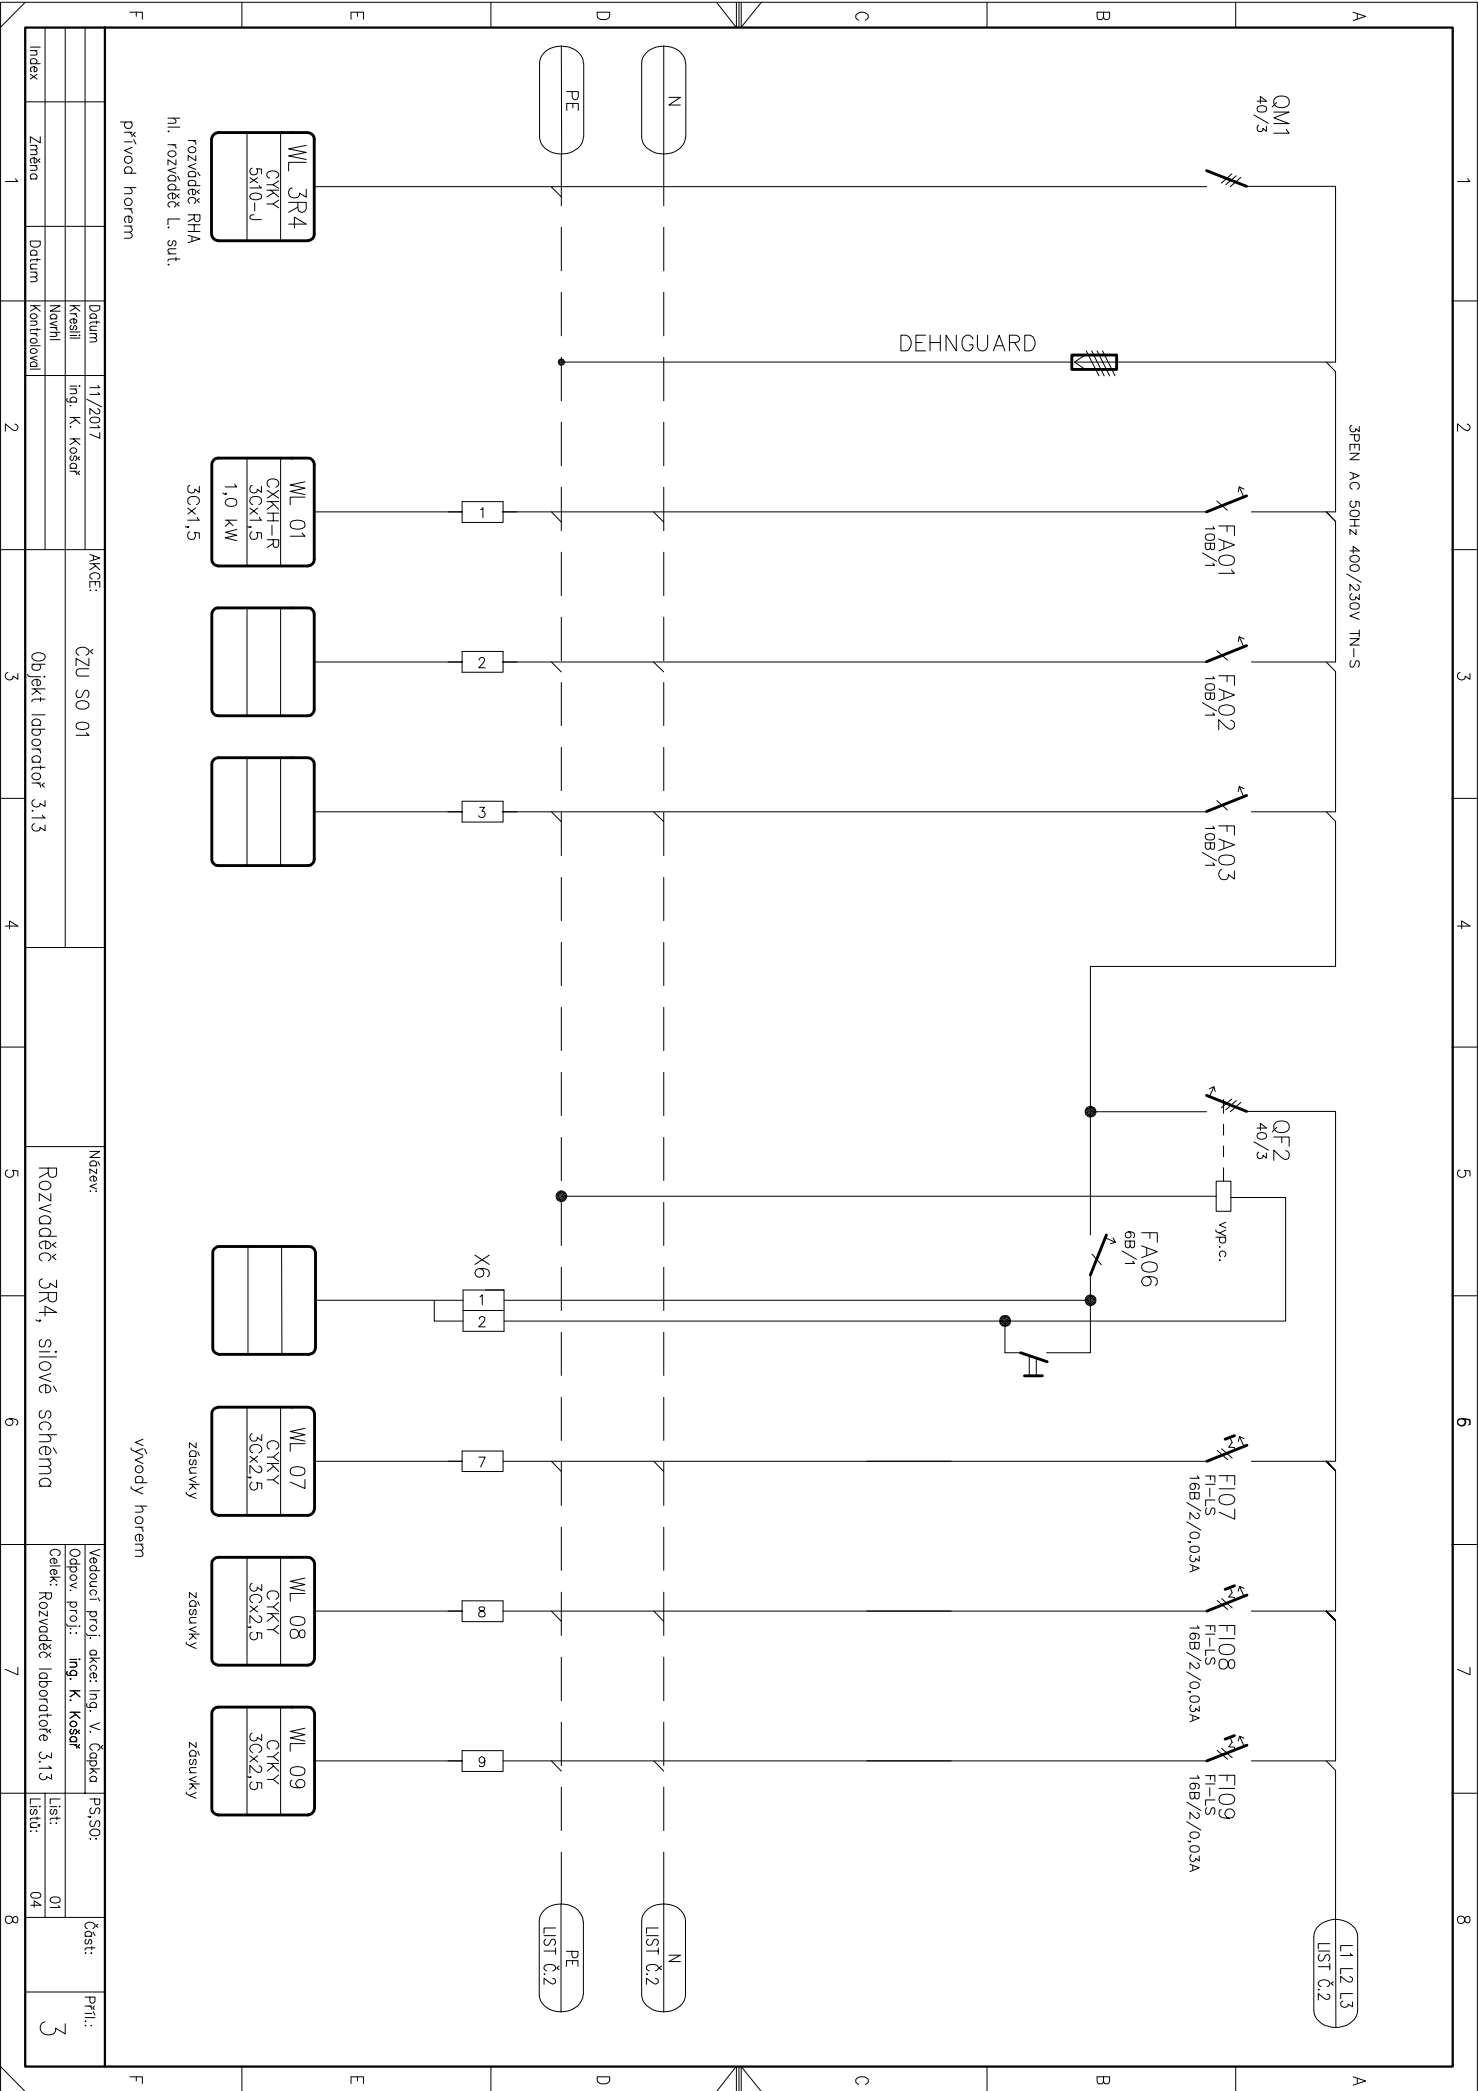 1
2
3
4
5
6
7
8
A
B
C
D
E
F
A
B
C
D
E
F
3PEN AC 50Hz 400/230V TN-S
L1 L2 L3
LIST Č.2
QM1
40/3
FA01
10B/1
FA02
10B/1
FA03
10B/1
QF2
40/3
vyp.c.
FA06
6B/1
FI07
FI-LS
16B/2/0,03A
FI08
FI-LS
16B/2/0,03A
FI09
FI-LS
16B/2/0,03A
DEHNGUARD
N
N
LIST Č.2
PE
PE
LIST Č.2
1
2
3
X6
1
2
7
8
9
WL 3R4
CYKY
5x10-J
rozváděč RHA
hl. rozváděč L. sut.
přívod horem
WL 01
CXKH-R
3Cx1,5
1,0 kW
3Cx1,5
WL 07
CYKY
3Cx2,5
zásuvky
WL 08
CYKY
3Cx2,5
zásuvky
WL 09
CYKY
3Cx2,5
zásuvky
vývody horem
Index
Změna
Datum
Datum
11/2017
Kreslil
ing. K. Košař
Navrhl
Kontroloval
AKCE:
ČZU SO 01
Objekt laboratoř 3.13
Název:
Rozvaděč 3R4, silové schéma
Vedoucí proj. akce: Ing. V. Čapka
Odpov. proj.: ing. K. Košař
Celek: Rozvaděč laboratoře 3.13
PS,SO:
List: 01
Listů: 04
Část:
Příl.:
3
1
2
3
4
5
6
7
8